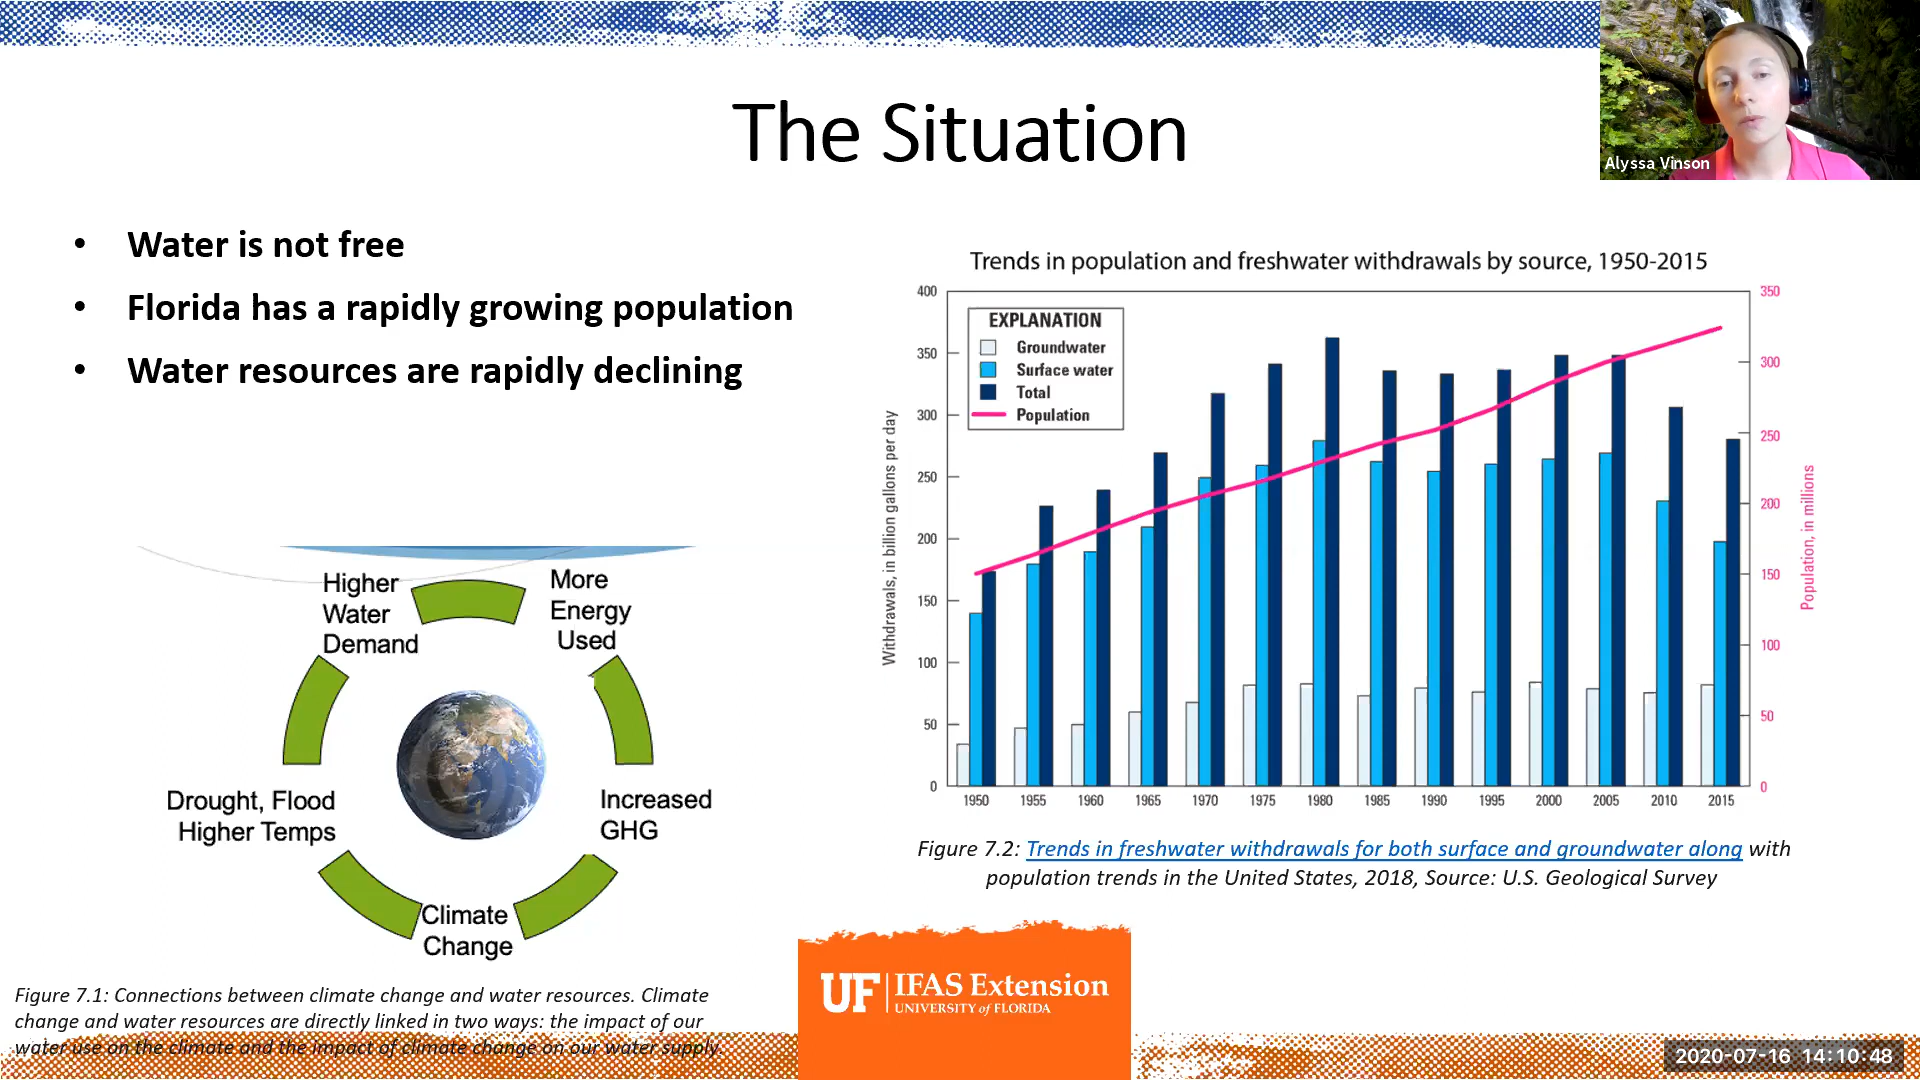 The Situation
Alyssa Vinson
• Water is not free
• Florida has a rapidly growing population
• Water resources are rapidly declining
Trends in population and freshwater withdrawals by source, 1950-2015
EXPLANATION
Groundwater
Surface water
Total
Population
Withdrawals, in billion gallons per day
400
350
300
250
200
150
100
50
0
Population, in millions
350
300
250
200
150
100
50
0
1950 1955 1960 1965 1970 1975 1980 1985 1990 1995 2000 2005 2010 2015
Figure 7.2: Trends in freshwater withdrawals for both surface and groundwater along with
population trends in the United States, 2018, Source: U.S. Geological Survey
Higher
Water
Demand
More
Energy
Used
Increased
GHG
Climate
Change
Drought, Flood
Higher Temps
Figure 7.1: Connections between climate change and water resources. Climate
change and water resources are directly linked in two ways: the impact of our
water use on the climate and the impact of climate change on our water supply.
UF IFAS Extension
UNIVERSITY of FLORIDA
2020-07-16 14:10:48